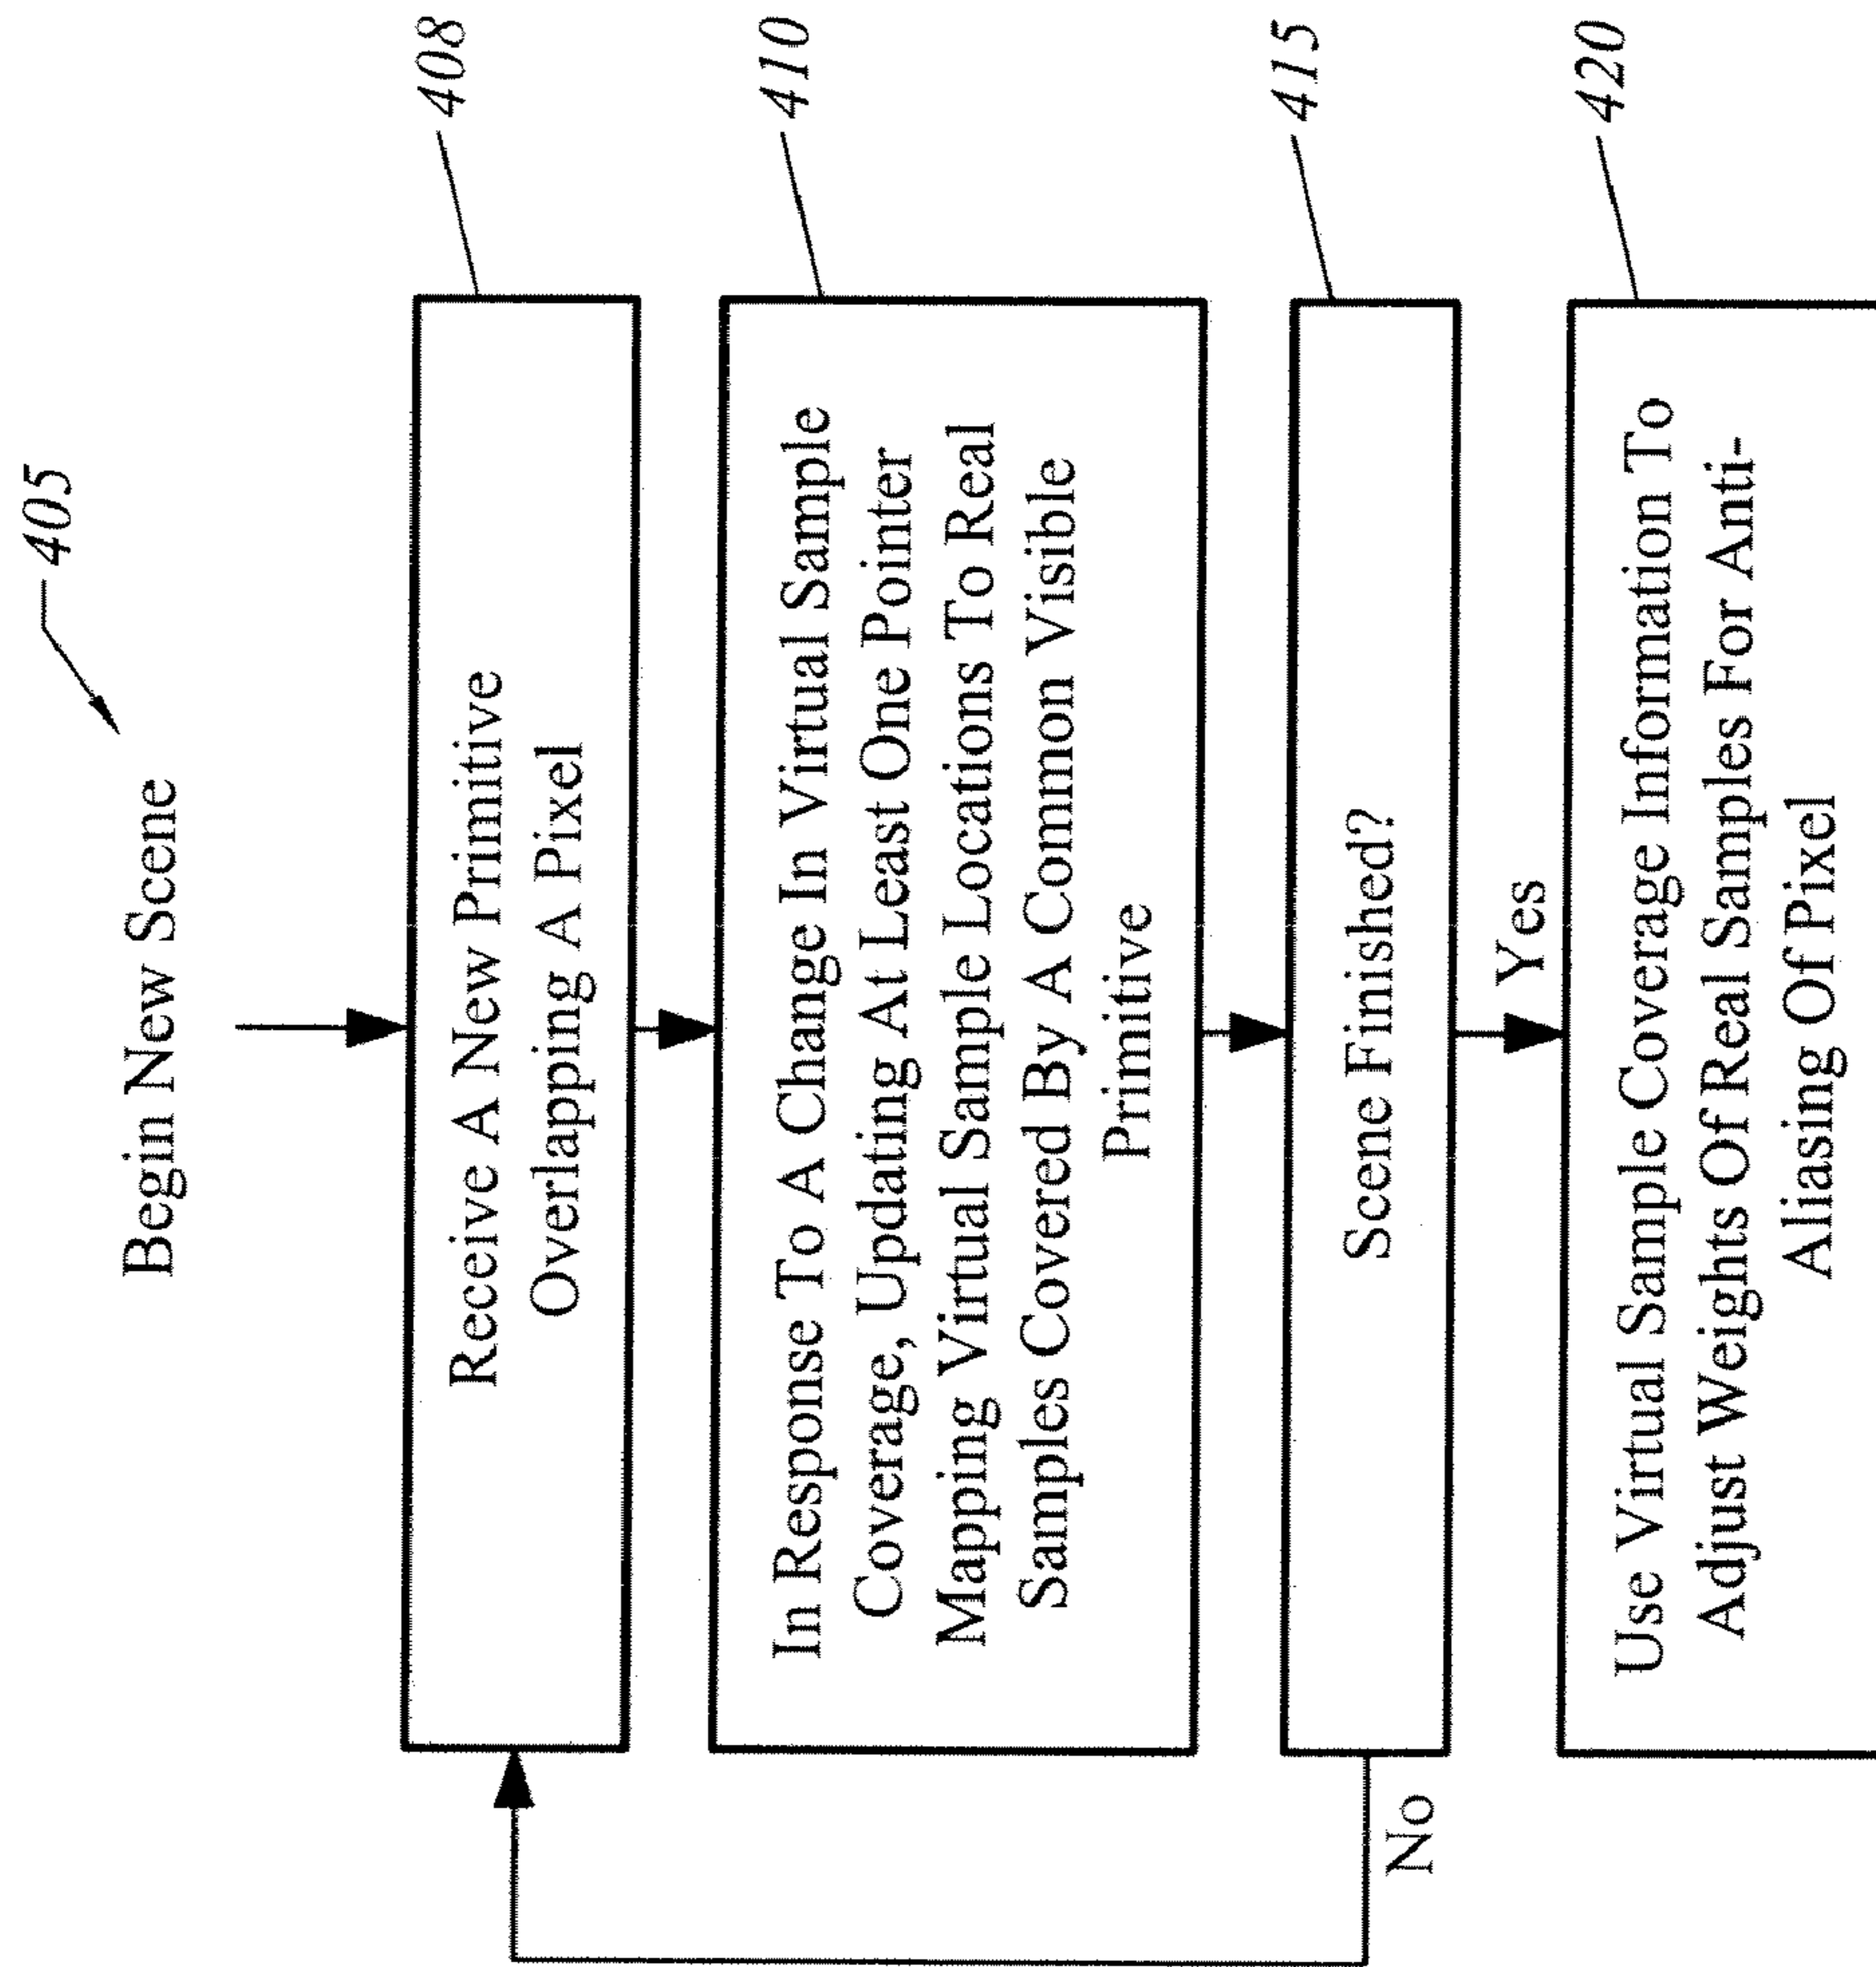 405
Begin New Scene
408
Receive A New Primitive
Overlapping A Pixel
410
In Response To A Change In Virtual Sample
Coverage, Updating At Least One Pointer
Mapping Virtual Sample Locations To Real
Samples Covered By A Common Visible
Primitive
415
Scene Finished?
No
Yes
420
Use Virtual Sample Coverage Information To
Adjust Weights Of Real Samples For Anti-
Aliasing Of Pixel